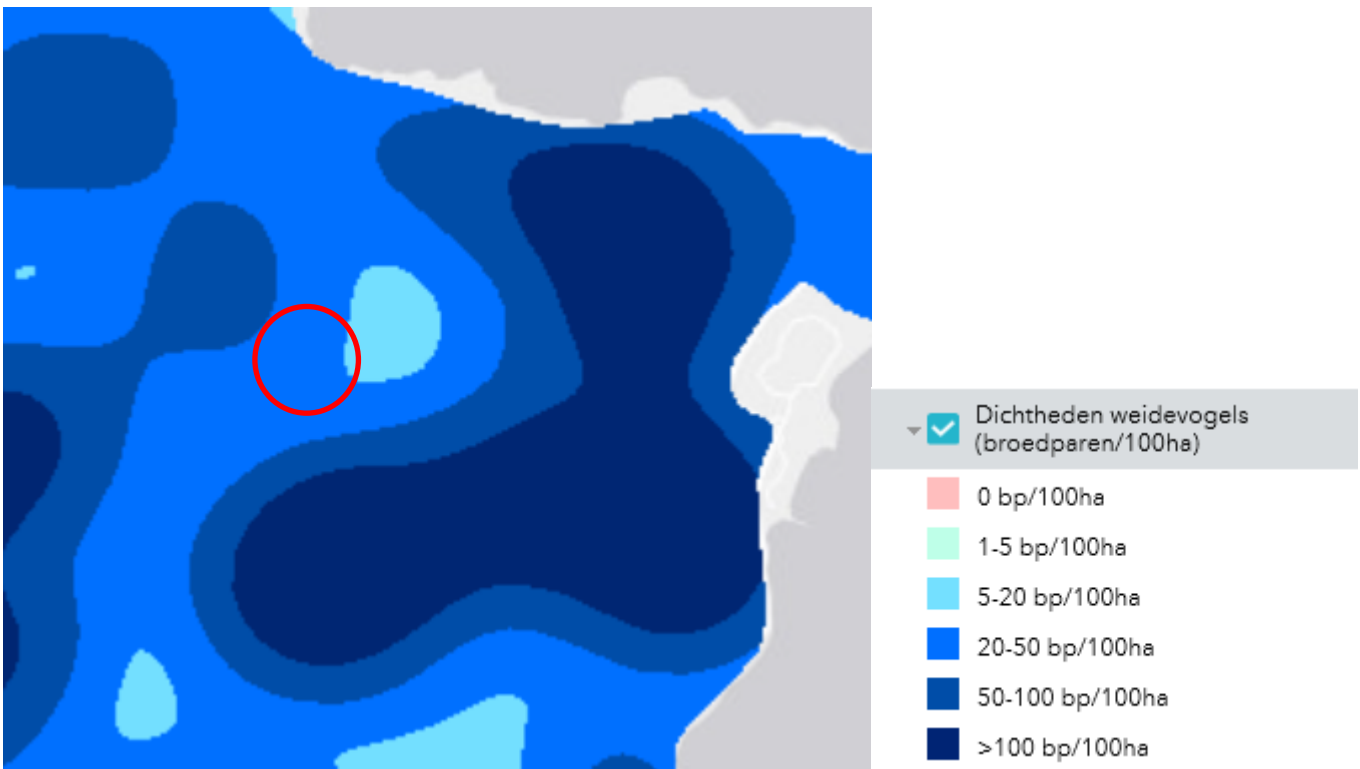 Dichtheden weidevogels
(broedparen/100ha)
0 bp/100ha
1-5 bp/100ha
5-20 bp/100ha
20-50 bp/100ha
50-100 bp/100ha
>100 bp/100ha